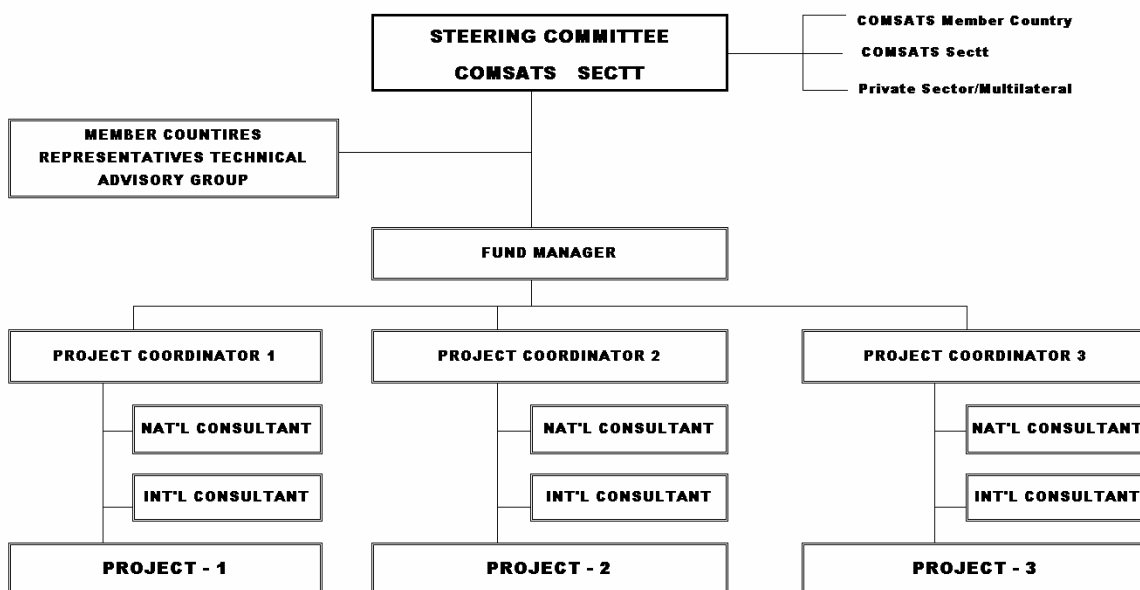 STEERING COMMITTEE
COMSATS SECTT
COMSATS Member Country
COMSATS Sectt
Private Sector/Multilateral
MEMBER COUNTIRES
REPRESENTATIVES TECHNICAL
ADVISORY GROUP
FUND MANAGER
PROJECT COORDINATOR 1
PROJECT COORDINATOR 2
PROJECT COORDINATOR 3
NAT'L CONSULTANT
NAT'L CONSULTANT
NAT'L CONSULTANT
INT'L CONSULTANT
INT'L CONSULTANT
INT'L CONSULTANT
PROJECT - 1
PROJECT - 2
PROJECT - 3